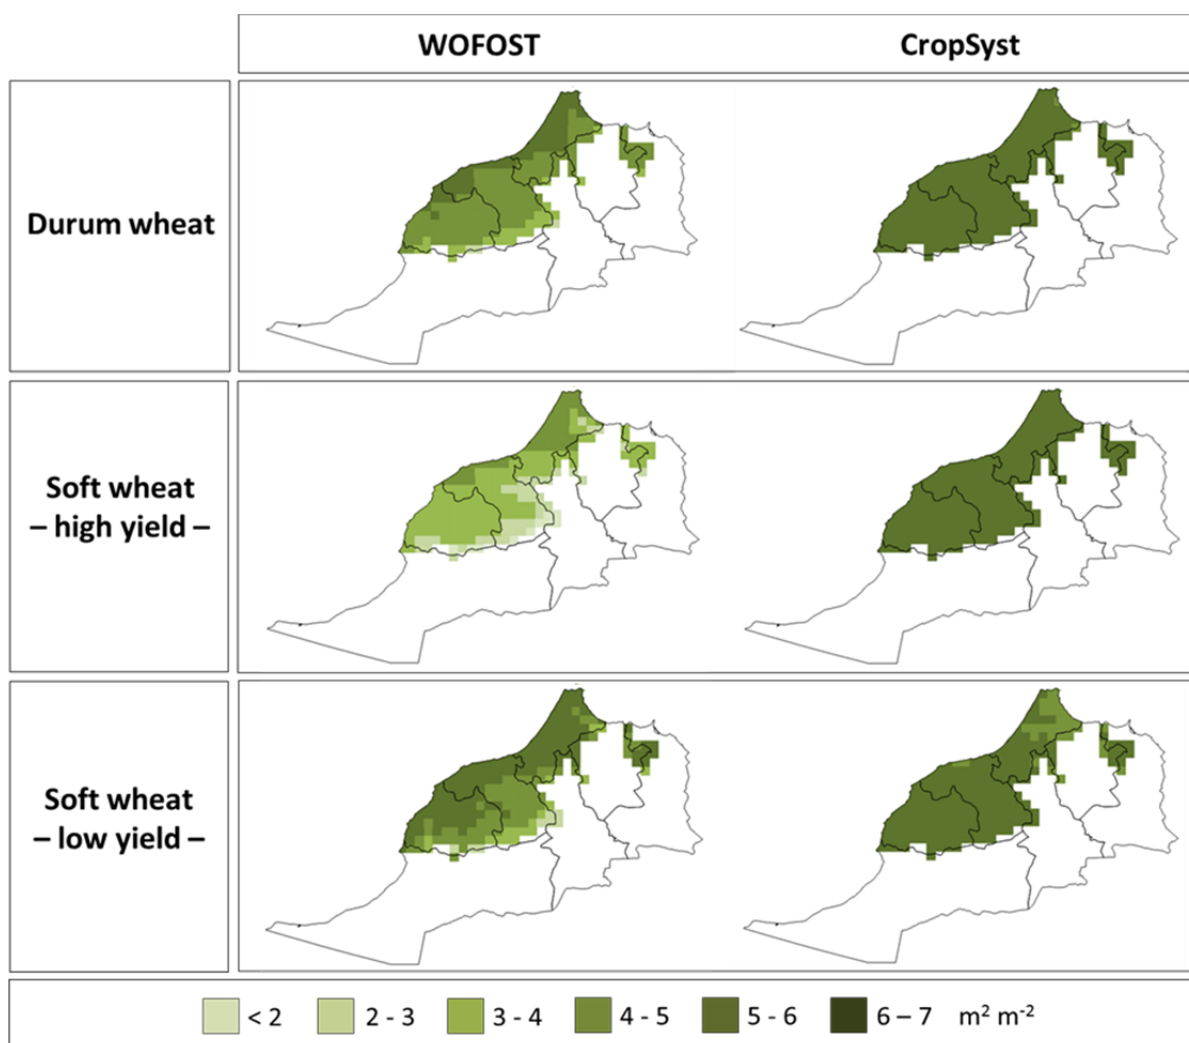 WOFOST CropSyst
Durum wheat
Soft wheat
– high yield –
Soft wheat
– low yield –
< 2 2 - 3 3 - 4 4 - 5 5 - 6 6 – 7 m² m⁻²